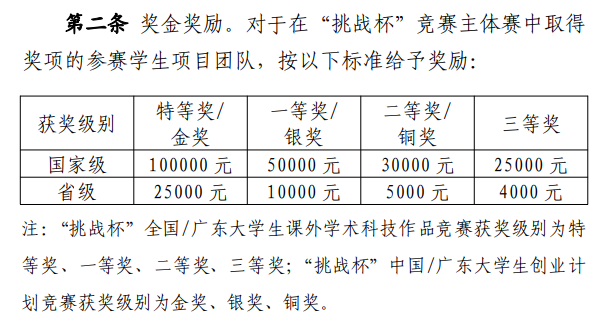 第二条 奖金奖励。对于在“挑战杯”竞赛主体赛中取得
奖项的参赛学生项目团队，按以下标准给予奖励：
获奖级别 特等奖/金奖 一等奖/银奖 二等奖/铜奖 三等奖
国家级 100000 元 50000 元 30000 元 25000 元
省级 25000 元 10000 元 5000 元 4000 元
注：“挑战杯”全国/广东大学生课外学术科技作品竞赛获奖级别为特
等奖、一等奖、二等奖、三等奖；“挑战杯”中国/广东大学生创业计
划竞赛获奖级别为金奖、银奖、铜奖。